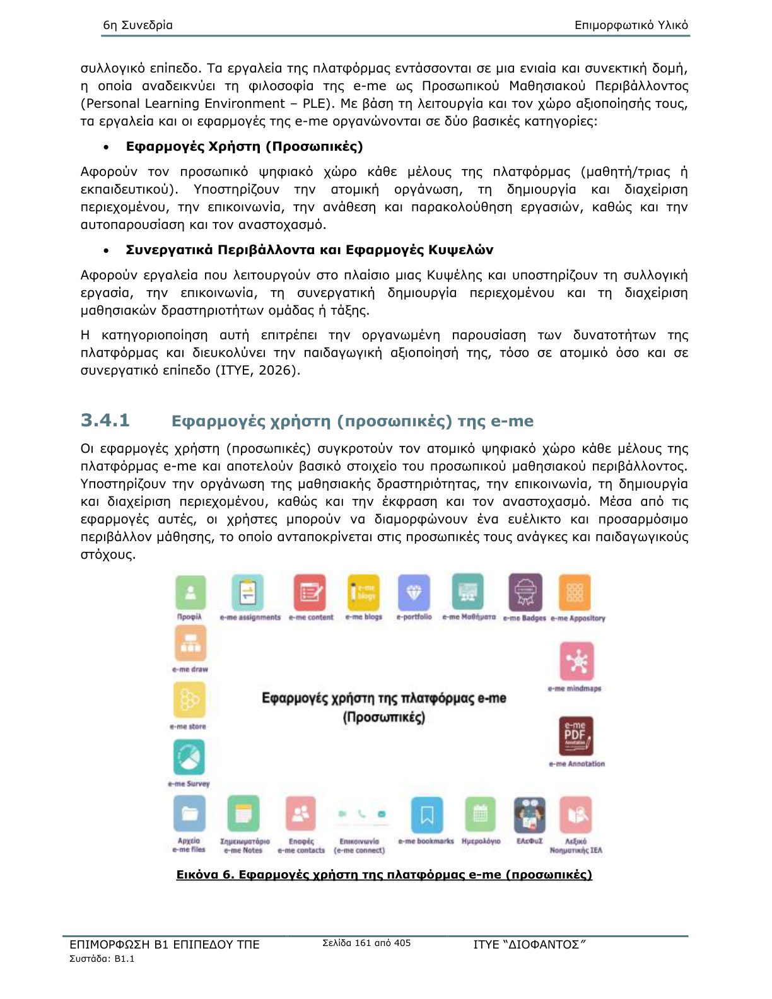 6η Συνεδρία Επιμορφωτικό Υλικό
συλλογικό επίπεδο. Τα εργαλεία της πλατφόρμας εντάσσονται σε μια ενιαία και συνεκτική δομή,
η οποία αναδεικνύει τη φιλοσοφία της e-me ως Προσωπικού Μαθησιακού Περιβάλλοντος
(Personal Learning Environment – PLE). Με βάση τη λειτουργία και τον χώρο αξιοποίησής τους,
τα εργαλεία και οι εφαρμογές της e-me οργανώνονται σε δύο βασικές κατηγορίες:
• Εφαρμογές Χρήστη (Προσωπικές)
Αφορούν τον προσωπικό ψηφιακό χώρο κάθε μέλους της πλατφόρμας (μαθητή/τριας ή
εκπαιδευτικού). Υποστηρίζουν την ατομική οργάνωση, τη δημιουργία και διαχείριση
περιεχομένου, την επικοινωνία, την ανάθεση και παρακολούθηση εργασιών, καθώς και την
αυτοπαρουσίαση και τον αναστοχασμό.
• Συνεργατικά Περιβάλλοντα και Εφαρμογές Κυψελών
Αφορούν εργαλεία που λειτουργούν στο πλαίσιο μιας Κυψέλης και υποστηρίζουν τη συλλογική
εργασία, την επικοινωνία, τη συνεργατική δημιουργία περιεχομένου και τη διαχείριση
μαθησιακών δραστηριοτήτων ομάδας ή τάξης.
Η κατηγοριοποίηση αυτή επιτρέπει την οργανωμένη παρουσίαση των δυνατοτήτων της
πλατφόρμας και διευκολύνει την παιδαγωγική αξιοποίησή της, τόσο σε ατομικό όσο και σε
συνεργατικό επίπεδο (ΙΤΥΕ, 2026).
3.4.1 Εφαρμογές χρήστη (προσωπικές) της e-me
Οι εφαρμογές χρήστη (προσωπικές) συγκροτούν τον ατομικό ψηφιακό χώρο κάθε μέλους της
πλατφόρμας e-me και αποτελούν βασικό στοιχείο του προσωπικού μαθησιακού περιβάλλοντος.
Υποστηρίζουν την οργάνωση της μαθησιακής δραστηριότητας, την επικοινωνία, τη δημιουργία
και διαχείριση περιεχομένου, καθώς και την έκφραση και τον αναστοχασμό. Μέσα από τις
εφαρμογές αυτές, οι χρήστες μπορούν να διαμορφώνουν ένα ευέλικτο και προσαρμόσιμο
περιβάλλον μάθησης, το οποίο ανταποκρίνεται στις προσωπικές τους ανάγκες και παιδαγωγικούς
στόχους.
e-me
blogs
Προφίλ e-me assignments e-me content e-me blogs e-portfolio e-me Μαθήματα e-me Badges e-me Appository
e-me draw
e-me mindmaps
Εφαρμογές χρήστη της πλατφόρμας e-me
(Προσωπικές)
e-me store
e-me
PDF
Annotation
e-me Annotation
e-me Survey
Αρχεία Σημειωματάριο Επαφές Επικοινωνία e-me bookmarks Ημερολόγιο ΕΛεΦυΣ Λεξικό
e-me files e-me Notes e-me contacts (e-me connect) Νοηματικής ΙΕΛ
Εικόνα 6. Εφαρμογές χρήστη της πλατφόρμας e-me (προσωπικές)
ΕΠΙΜΟΡΦΩΣΗ Β1 ΕΠΙΠΕΔΟΥ ΤΠΕ Σελίδα 161 από 405 ΙΤΥΕ “ΔΙΟΦΑΝΤΟΣ”
Συστάδα: Β1.1